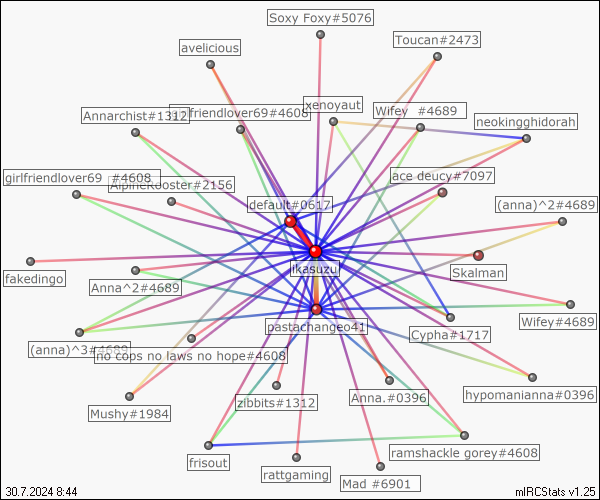 Soxy Foxy#5076
Toucan#2473
avelicious
xenoyaut
Annarchist#1312
friendlover69#4608
Wifey #4689
neokingghidorah
girlfriendlover69 #4608
AlpineRooster#2156
ace deucy#7097
default#0617
(anna)^2#4689
ikasuzu
Skalman
fakedingo
Anna^2#4689
pastachangeo41
Wifey#4689
Cypha#1717
(anna)^3#4689
no cops no laws no hope#4608
hypomanianna#0396
Anna.#0396
zibbits#1312
Mushy#1984
ramshackle gorey#4608
frisout
rattgaming
Mad #6901
30.7.2024 8:44
mIRCStats v1.25